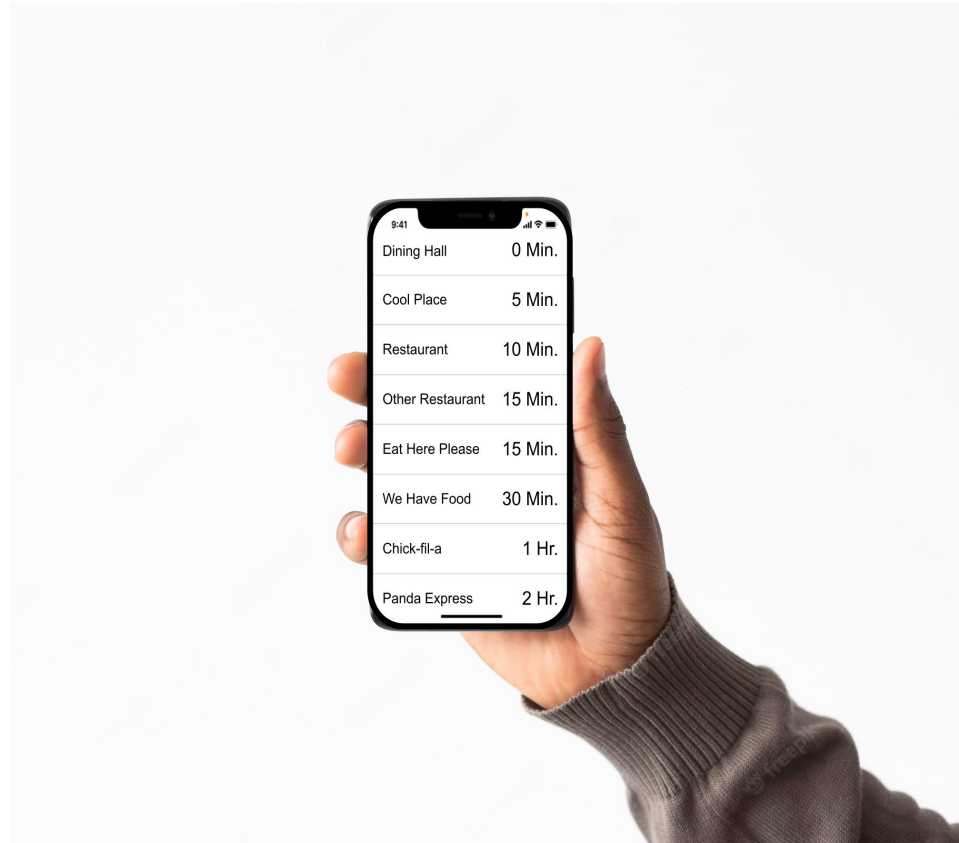 9:41
Dining Hall 0 Min.
Cool Place 5 Min.
Restaurant 10 Min.
Other Restaurant 15 Min.
Eat Here Please 15 Min.
We Have Food 30 Min.
Chick-fil-a 1 Hr.
Panda Express 2 Hr.